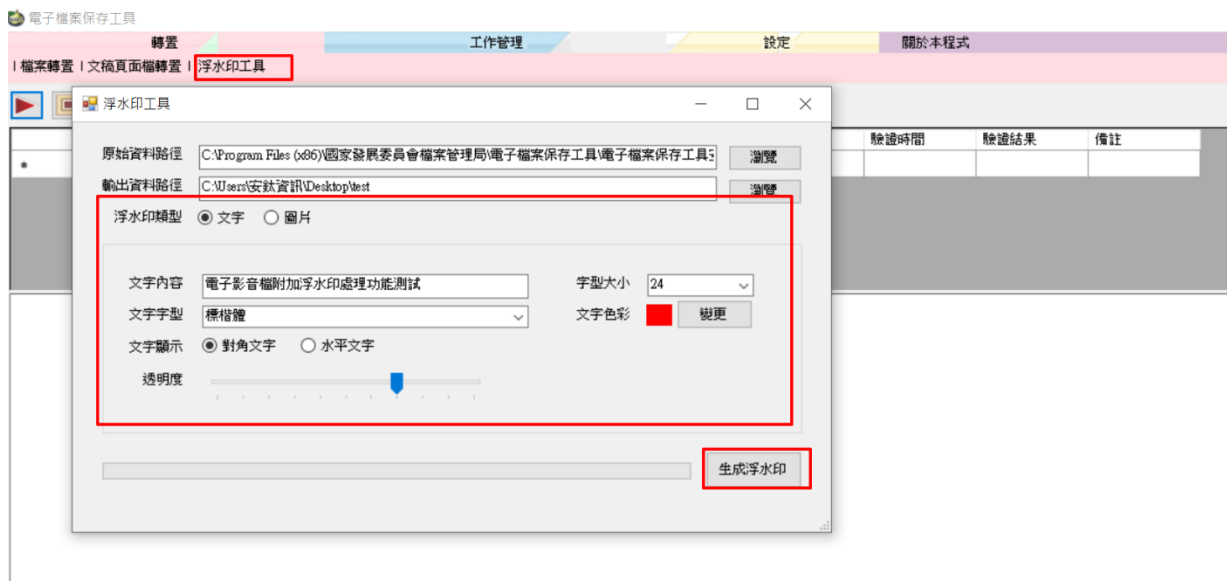 電子檔案保存工具
轉置 工作管理 設定 關於本程式
| 檔案轉置 | 文稿頁面檔轉置 | 浮水印工具
浮水印工具
驗證時間 驗證結果 備註
原始資料路徑 C:\Program Files (x86)\國家發展委員會檔案管理局\電子檔案保存工具\電子檔案保存工具 瀏覽
輸出資料路徑 C:\Users\安鈦資訊\Desktop\test 瀏覽
浮水印類型 文字 圖片
文字內容 電子影音檔附加浮水印處理功能測試 字型大小 24
文字字型 標楷體 文字色彩 變更
文字顯示 對角文字 水平文字
透明度
生成浮水印